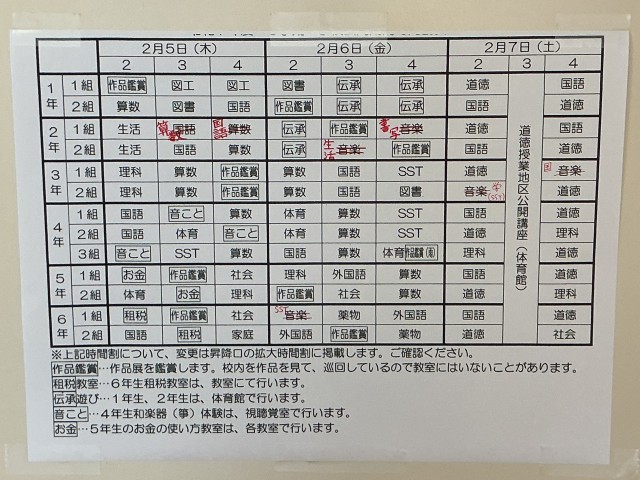 2月5日(木) 2月6日(金) 2月7日(土)
2 3 4 2 3 4 2 3 4
1年 1組 作品鑑賞 図工 図工 図書 伝承 伝承 道徳 国語
2組 算数 図書 国語 作品鑑賞 伝承 伝承 国語 道徳
2年 1組 生活 国語 算数 算数 国語 伝承 作品鑑賞 音楽 書写 道徳 国語
2組 生活 国語 算数 伝承 音楽 生活 作品鑑賞 国語 道徳
3年 1組 理科 算数 作品鑑賞 算数 国語 SST 道徳 音楽 国
2組 理科 算数 作品鑑賞 算数 国語 図書 音楽 (SST) 道徳
4年 1組 国語 音こと 算数 体育 算数 SST 国語 道徳
2組 国語 体育 音こと 体育 算数 SST 道徳 理科
3組 音こと SST 算数 国語 算数 体育 作品鑑賞 国語 道徳
5年 1組 お金 作品鑑賞 社会 理科 外国語 算数 国語 道徳
2組 体育 お金 理科 作品鑑賞 社会 算数 道徳 理科
6年 1組 租税 作品鑑賞 社会 音楽 SST 薬物 外国語 国語 道徳
2組 国語 租税 家庭 外国語 作品鑑賞 薬物 道徳 社会
道徳授業地区公開講座(体育館)
※上記時間割について、変更は昇降口の拡大時間割に掲載します。ご確認ください。
作品鑑賞…作品展を鑑賞します。校内を作品を見て、巡回しているので教室にはいないことがあります。
租税教室…6年生租税教室は、教室にて行います。
伝承遊び…1年生、2年生は、体育館で行います。
音こと…4年生和楽器(箏)体験は、視聴覚室で行います。
お金…5年生のお金の使い方教室は、各教室で行います。